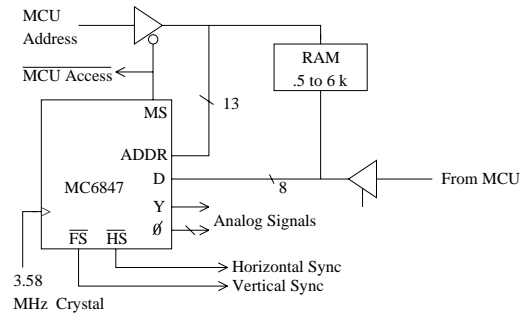 MCU
Address
RAM
.5 to 6 k
MCU Access
MS
13
ADDR
MC6847
D
8
From MCU
Y
Analog Signals
Ø
FS
HS
Horizontal Sync
3.58
Vertical Sync
MHz Crystal